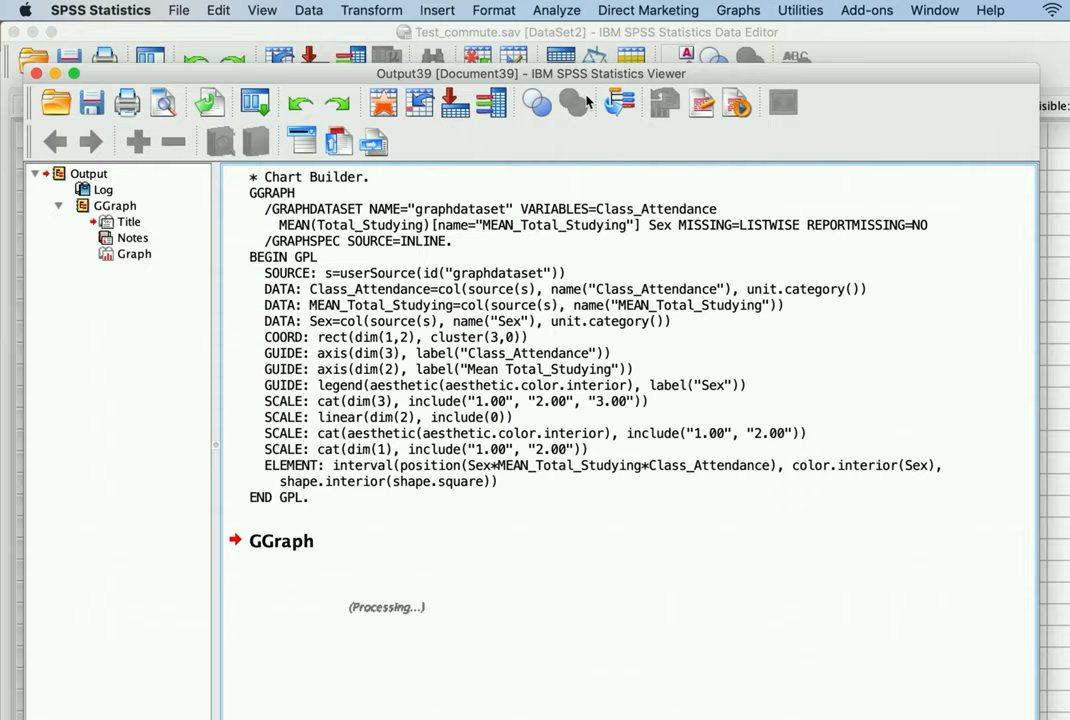 SPSS Statistics File Edit View Data Transform Insert Format Analyze Direct Marketing Graphs Utilities Add-ons Window Help
Test_commute.sav [DataSet2] - IBM SPSS Statistics Data Editor
Output39 [Document39] - IBM SPSS Statistics Viewer
isible:
Output
Log
GGraph
Title
Notes
Graph
* Chart Builder.
GGRAPH
/GRAPHDATASET NAME="graphdataset" VARIABLES=Class_Attendance
MEAN(Total_Studying)[name="MEAN_Total_Studying"] Sex MISSING=LISTWISE REPORTMISSING=NO
/GRAPHSPEC SOURCE=INLINE.
BEGIN GPL
SOURCE: s=userSource(id("graphdataset"))
DATA: Class_Attendance=col(source(s), name("Class_Attendance"), unit.category())
DATA: MEAN_Total_Studying=col(source(s), name("MEAN_Total_Studying"))
DATA: Sex=col(source(s), name("Sex"), unit.category())
COORD: rect(dim(1,2), cluster(3,0))
GUIDE: axis(dim(3), label("Class_Attendance"))
GUIDE: axis(dim(2), label("Mean Total_Studying"))
GUIDE: legend(aesthetic(aesthetic.color.interior), label("Sex"))
SCALE: cat(dim(3), include("1.00", "2.00", "3.00"))
SCALE: linear(dim(2), include(0))
SCALE: cat(aesthetic(aesthetic.color.interior), include("1.00", "2.00"))
SCALE: cat(dim(1), include("1.00", "2.00"))
ELEMENT: interval(position(Sex*MEAN_Total_Studying*Class_Attendance), color.interior(Sex),
shape.interior(shape.square))
END GPL.
GGraph
(Processing...)